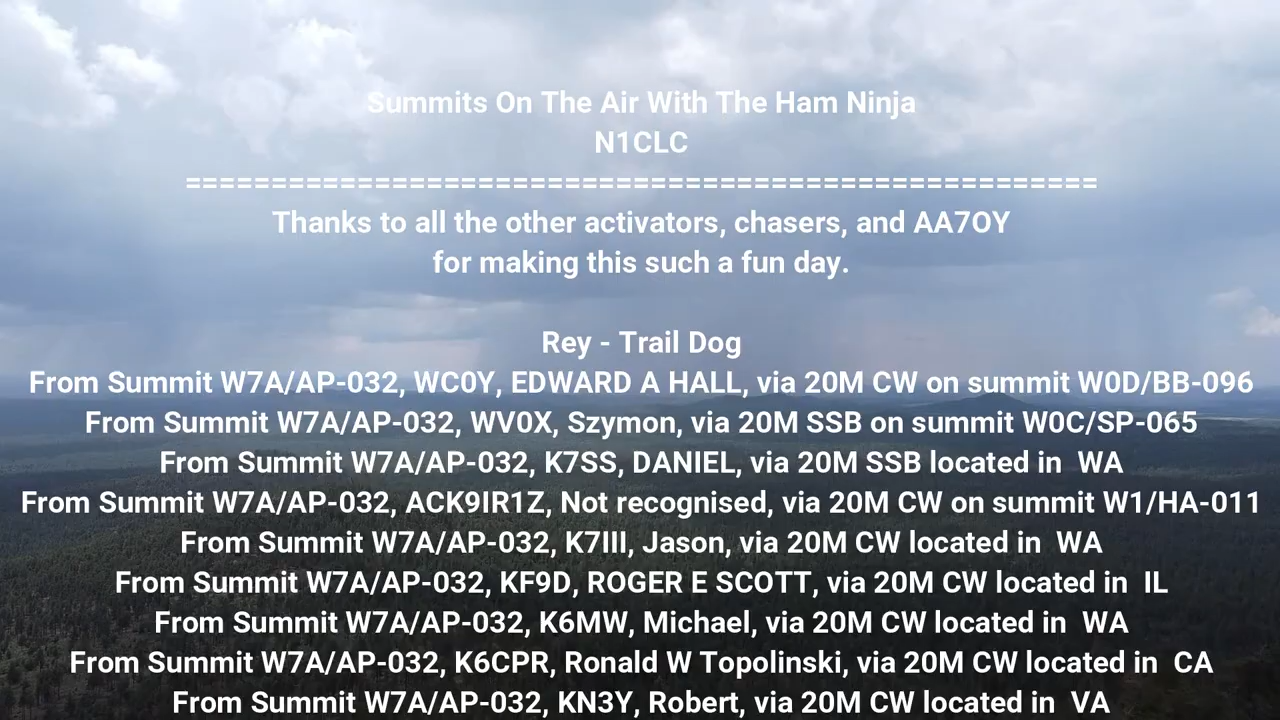 Summits On The Air With The Ham Ninja
N1CLC
=====================================================
Thanks to all the other activators, chasers, and AA7OY
for making this such a fun day.
Rey - Trail Dog
From Summit W7A/AP-032, WC0Y, EDWARD A HALL, via 20M CW on summit W0D/BB-096
From Summit W7A/AP-032, WV0X, Szymon, via 20M SSB on summit W0C/SP-065
From Summit W7A/AP-032, K7SS, DANIEL, via 20M SSB located in  WA
From Summit W7A/AP-032, ACK9IR1Z, Not recognised, via 20M CW on summit W1/HA-011
From Summit W7A/AP-032, K7III, Jason, via 20M CW located in  WA
From Summit W7A/AP-032, KF9D, ROGER E SCOTT, via 20M CW located in  IL
From Summit W7A/AP-032, K6MW, Michael, via 20M CW located in  WA
From Summit W7A/AP-032, K6CPR, Ronald W Topolinski, via 20M CW located in  CA
From Summit W7A/AP-032, KN3Y, Robert, via 20M CW located in  VA